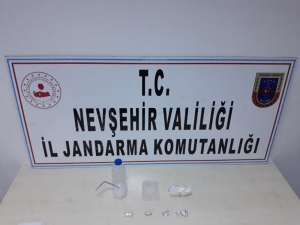 T.C.
NEVŞEHİR VALİLİĞİ
İL JANDARMA KOMUTANLIĞI